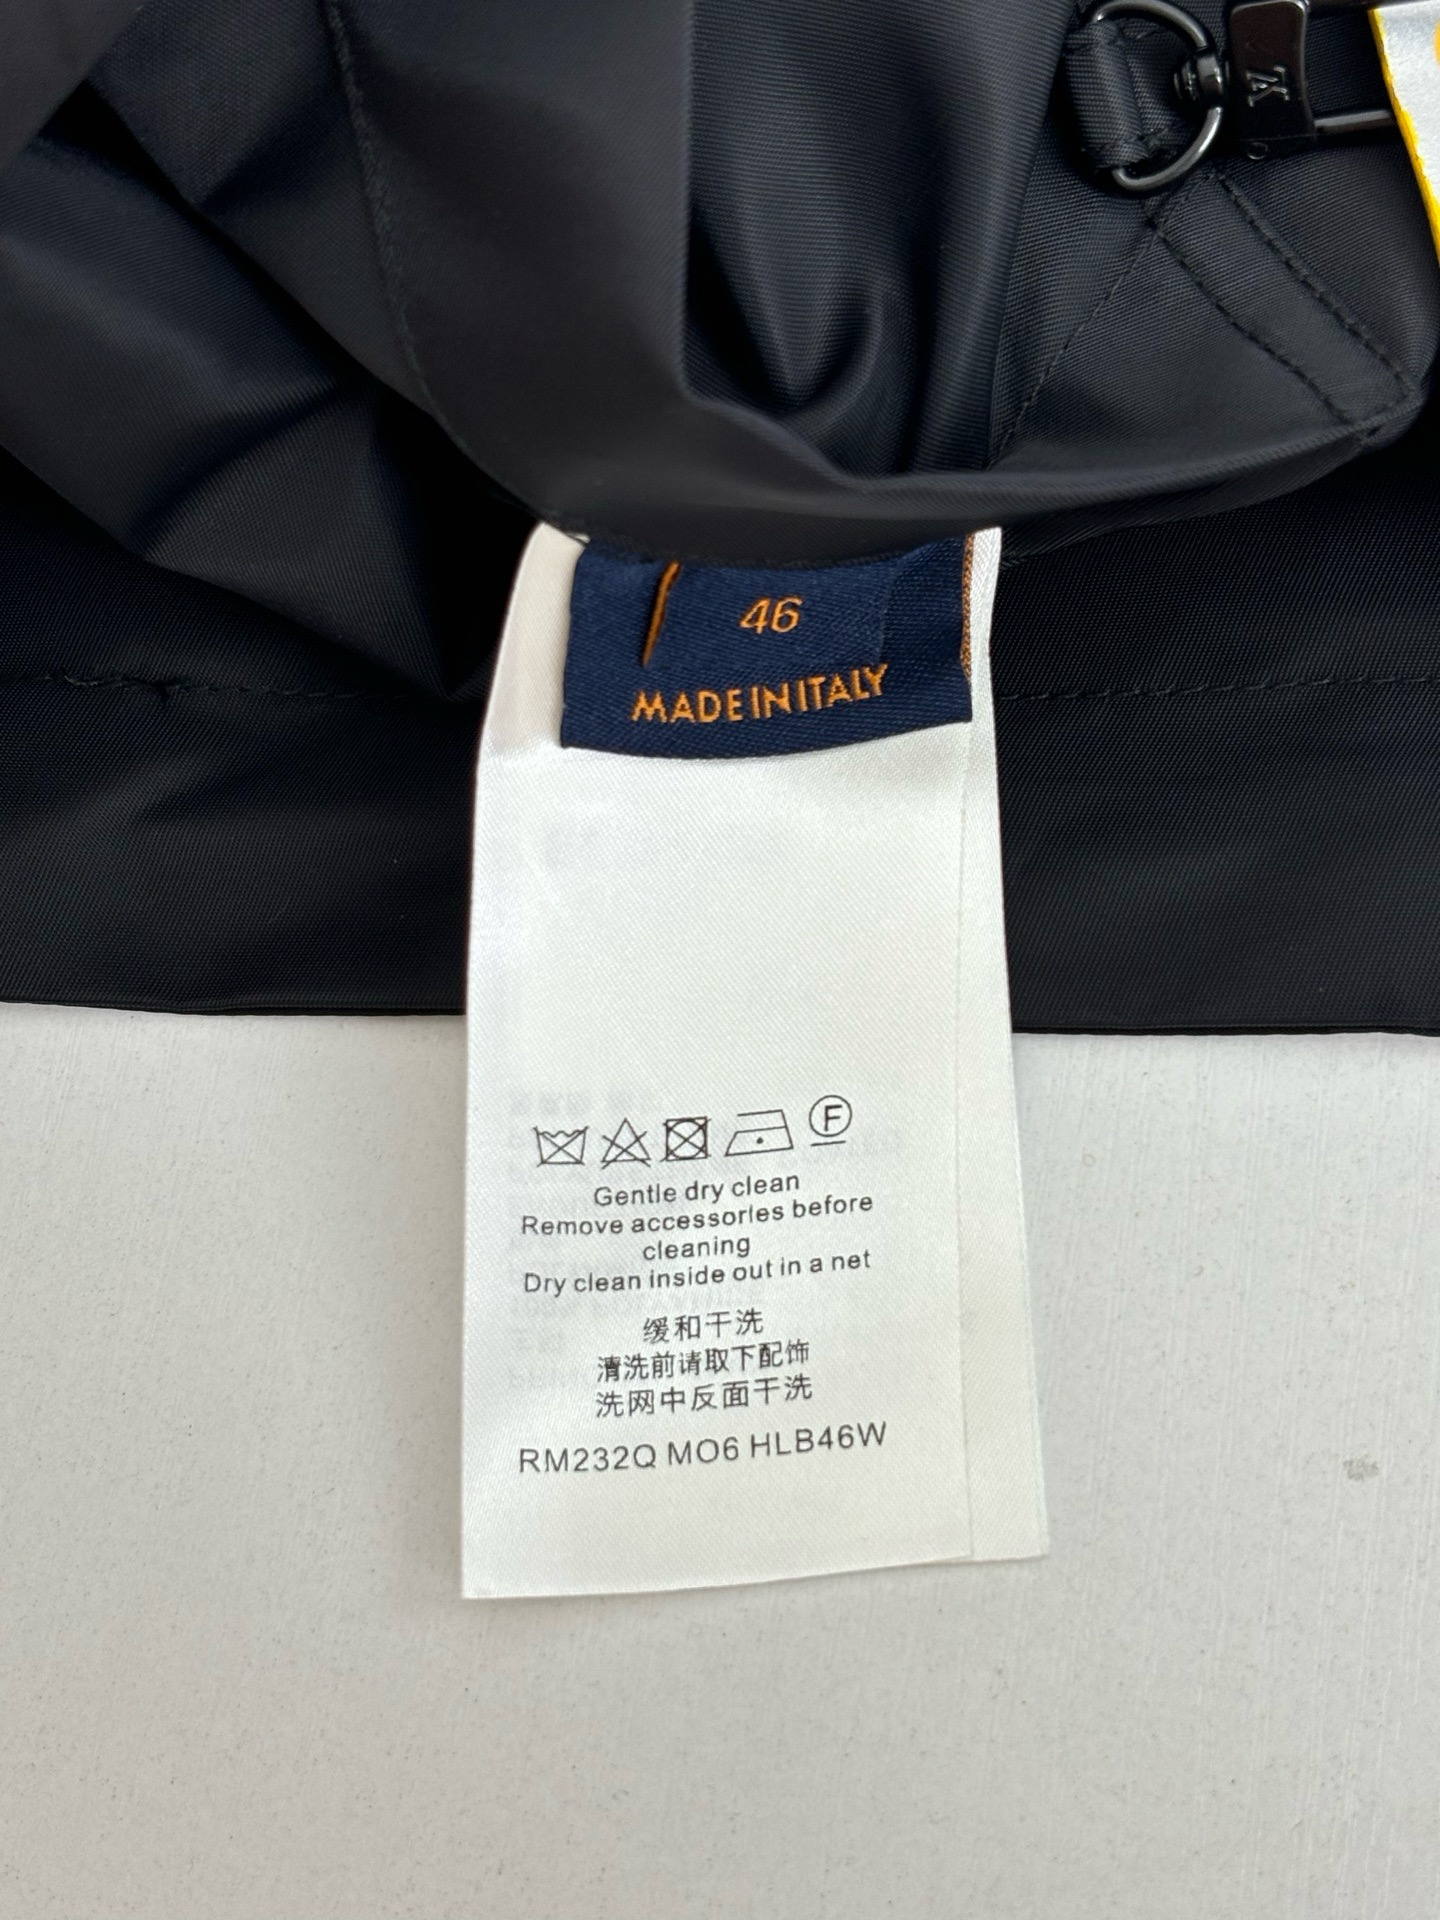 46
MADE IN ITALY
F
Gentle dry clean
Remove accessories before
cleaning
Dry clean inside out in a net
缓和干洗
清洗前请取下配饰
洗网中反面干洗
RM232Q MO6 HLB46W